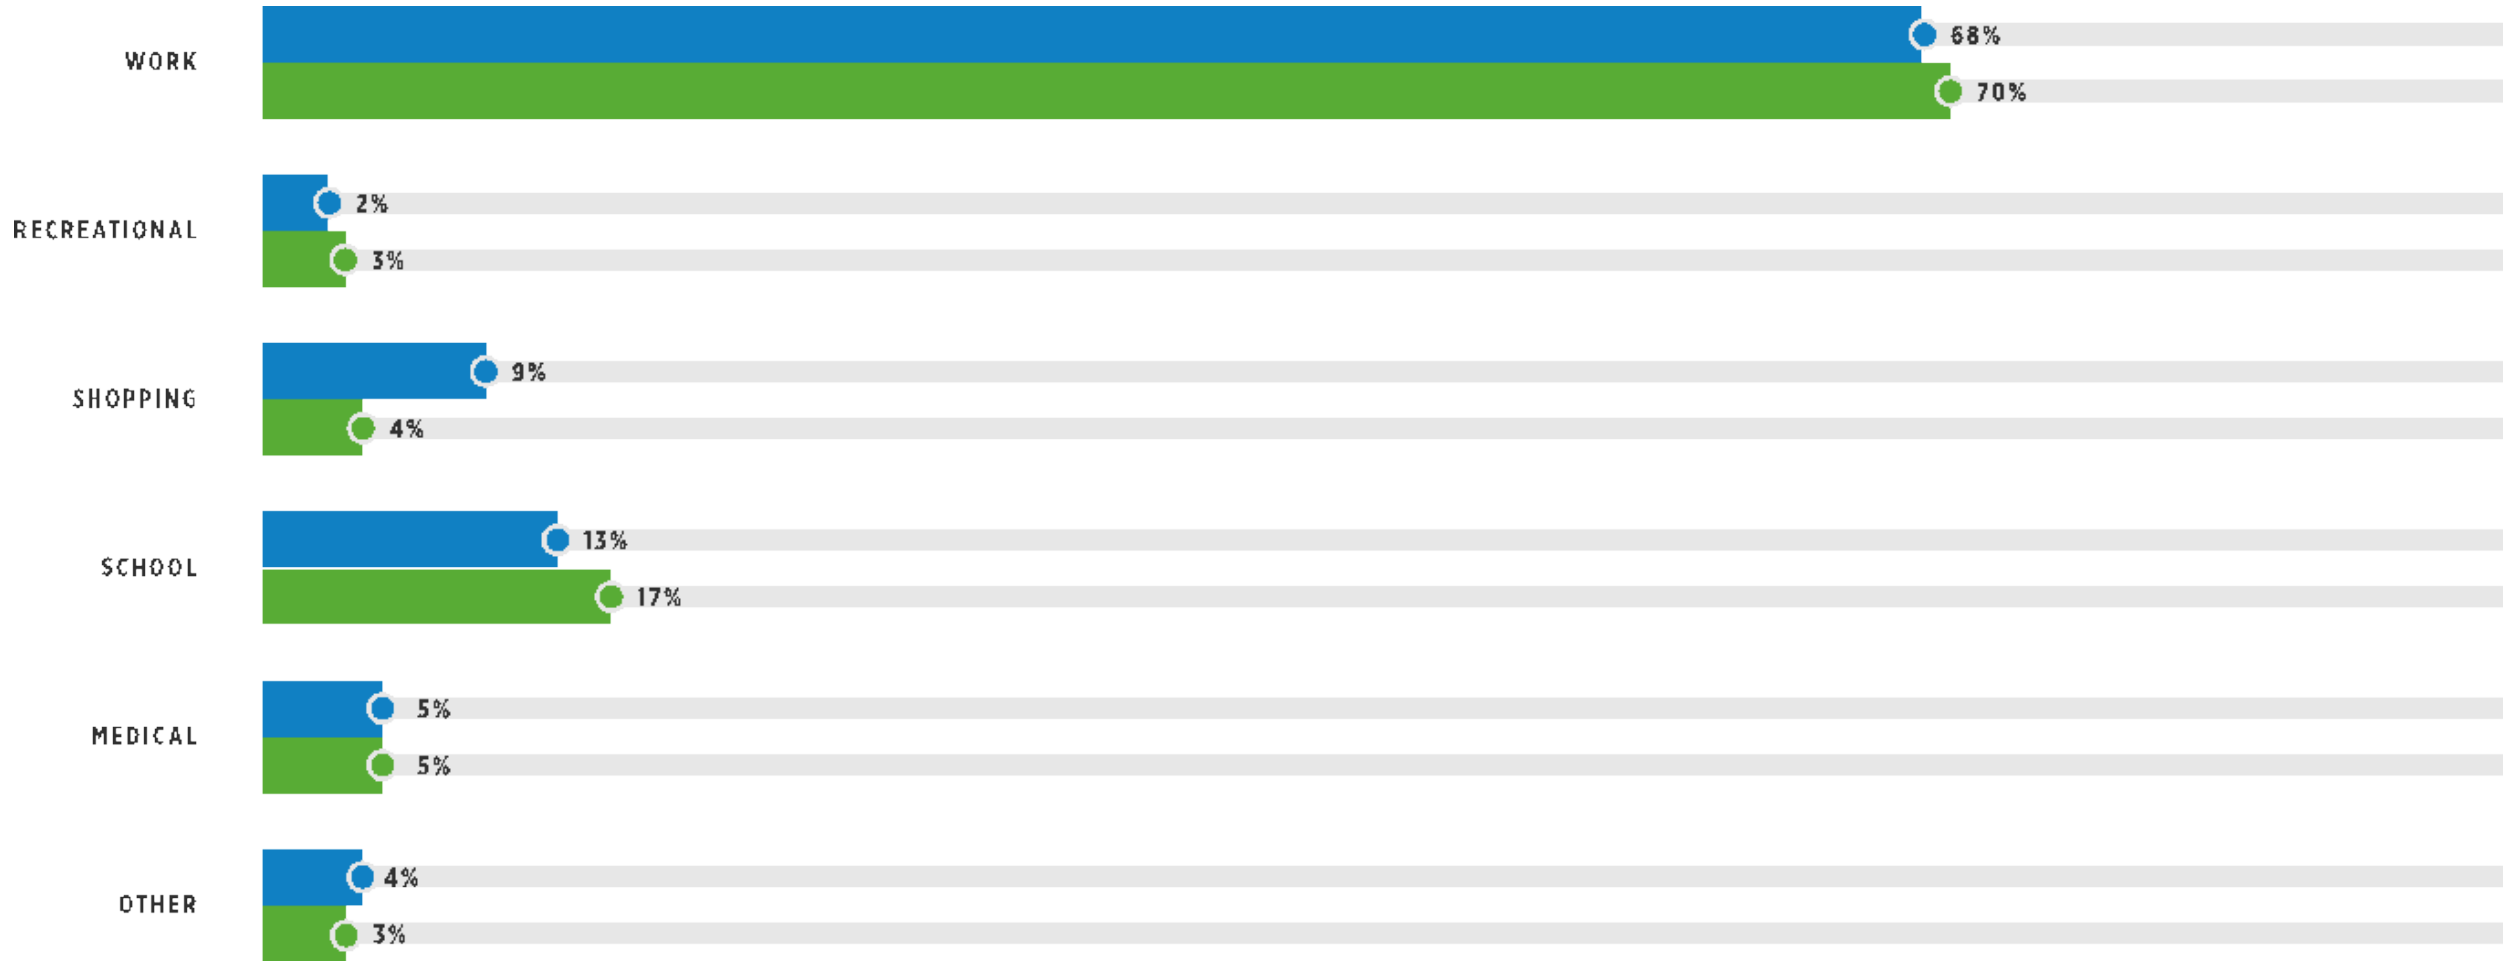 WORK
68%
70%
RECREATIONAL
2%
3%
SHOPPING
9%
4%
SCHOOL
13%
17%
MEDICAL
5%
5%
OTHER
4%
3%